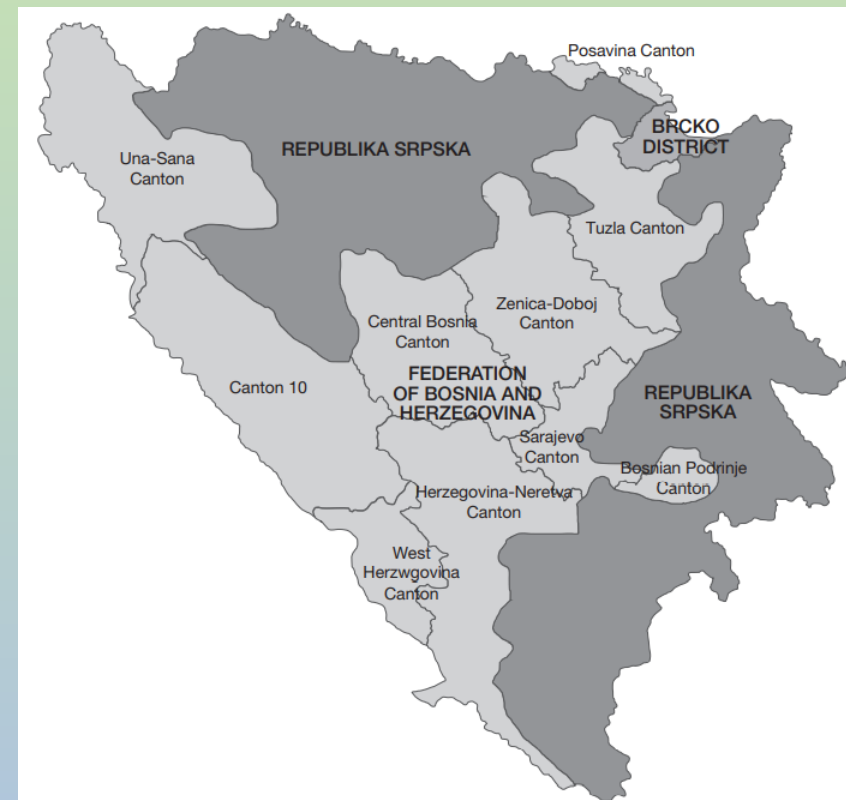 Posavina Canton
BRCKO
DISTRICT
REPUBLIKA SRPSKA
Una-Sana
Canton
Tuzla Canton
Zenica-Doboj
Canton
Central Bosnia
Canton
FEDERATION
OF BOSNIA AND
HERZEGOVINA
Canton 10
REPUBLIKA
SRPSKA
Sarajevo
Canton
Bosnian Podrinje
Canton
Herzegovina-Neretva
Canton
West
Herzwgovina
Canton